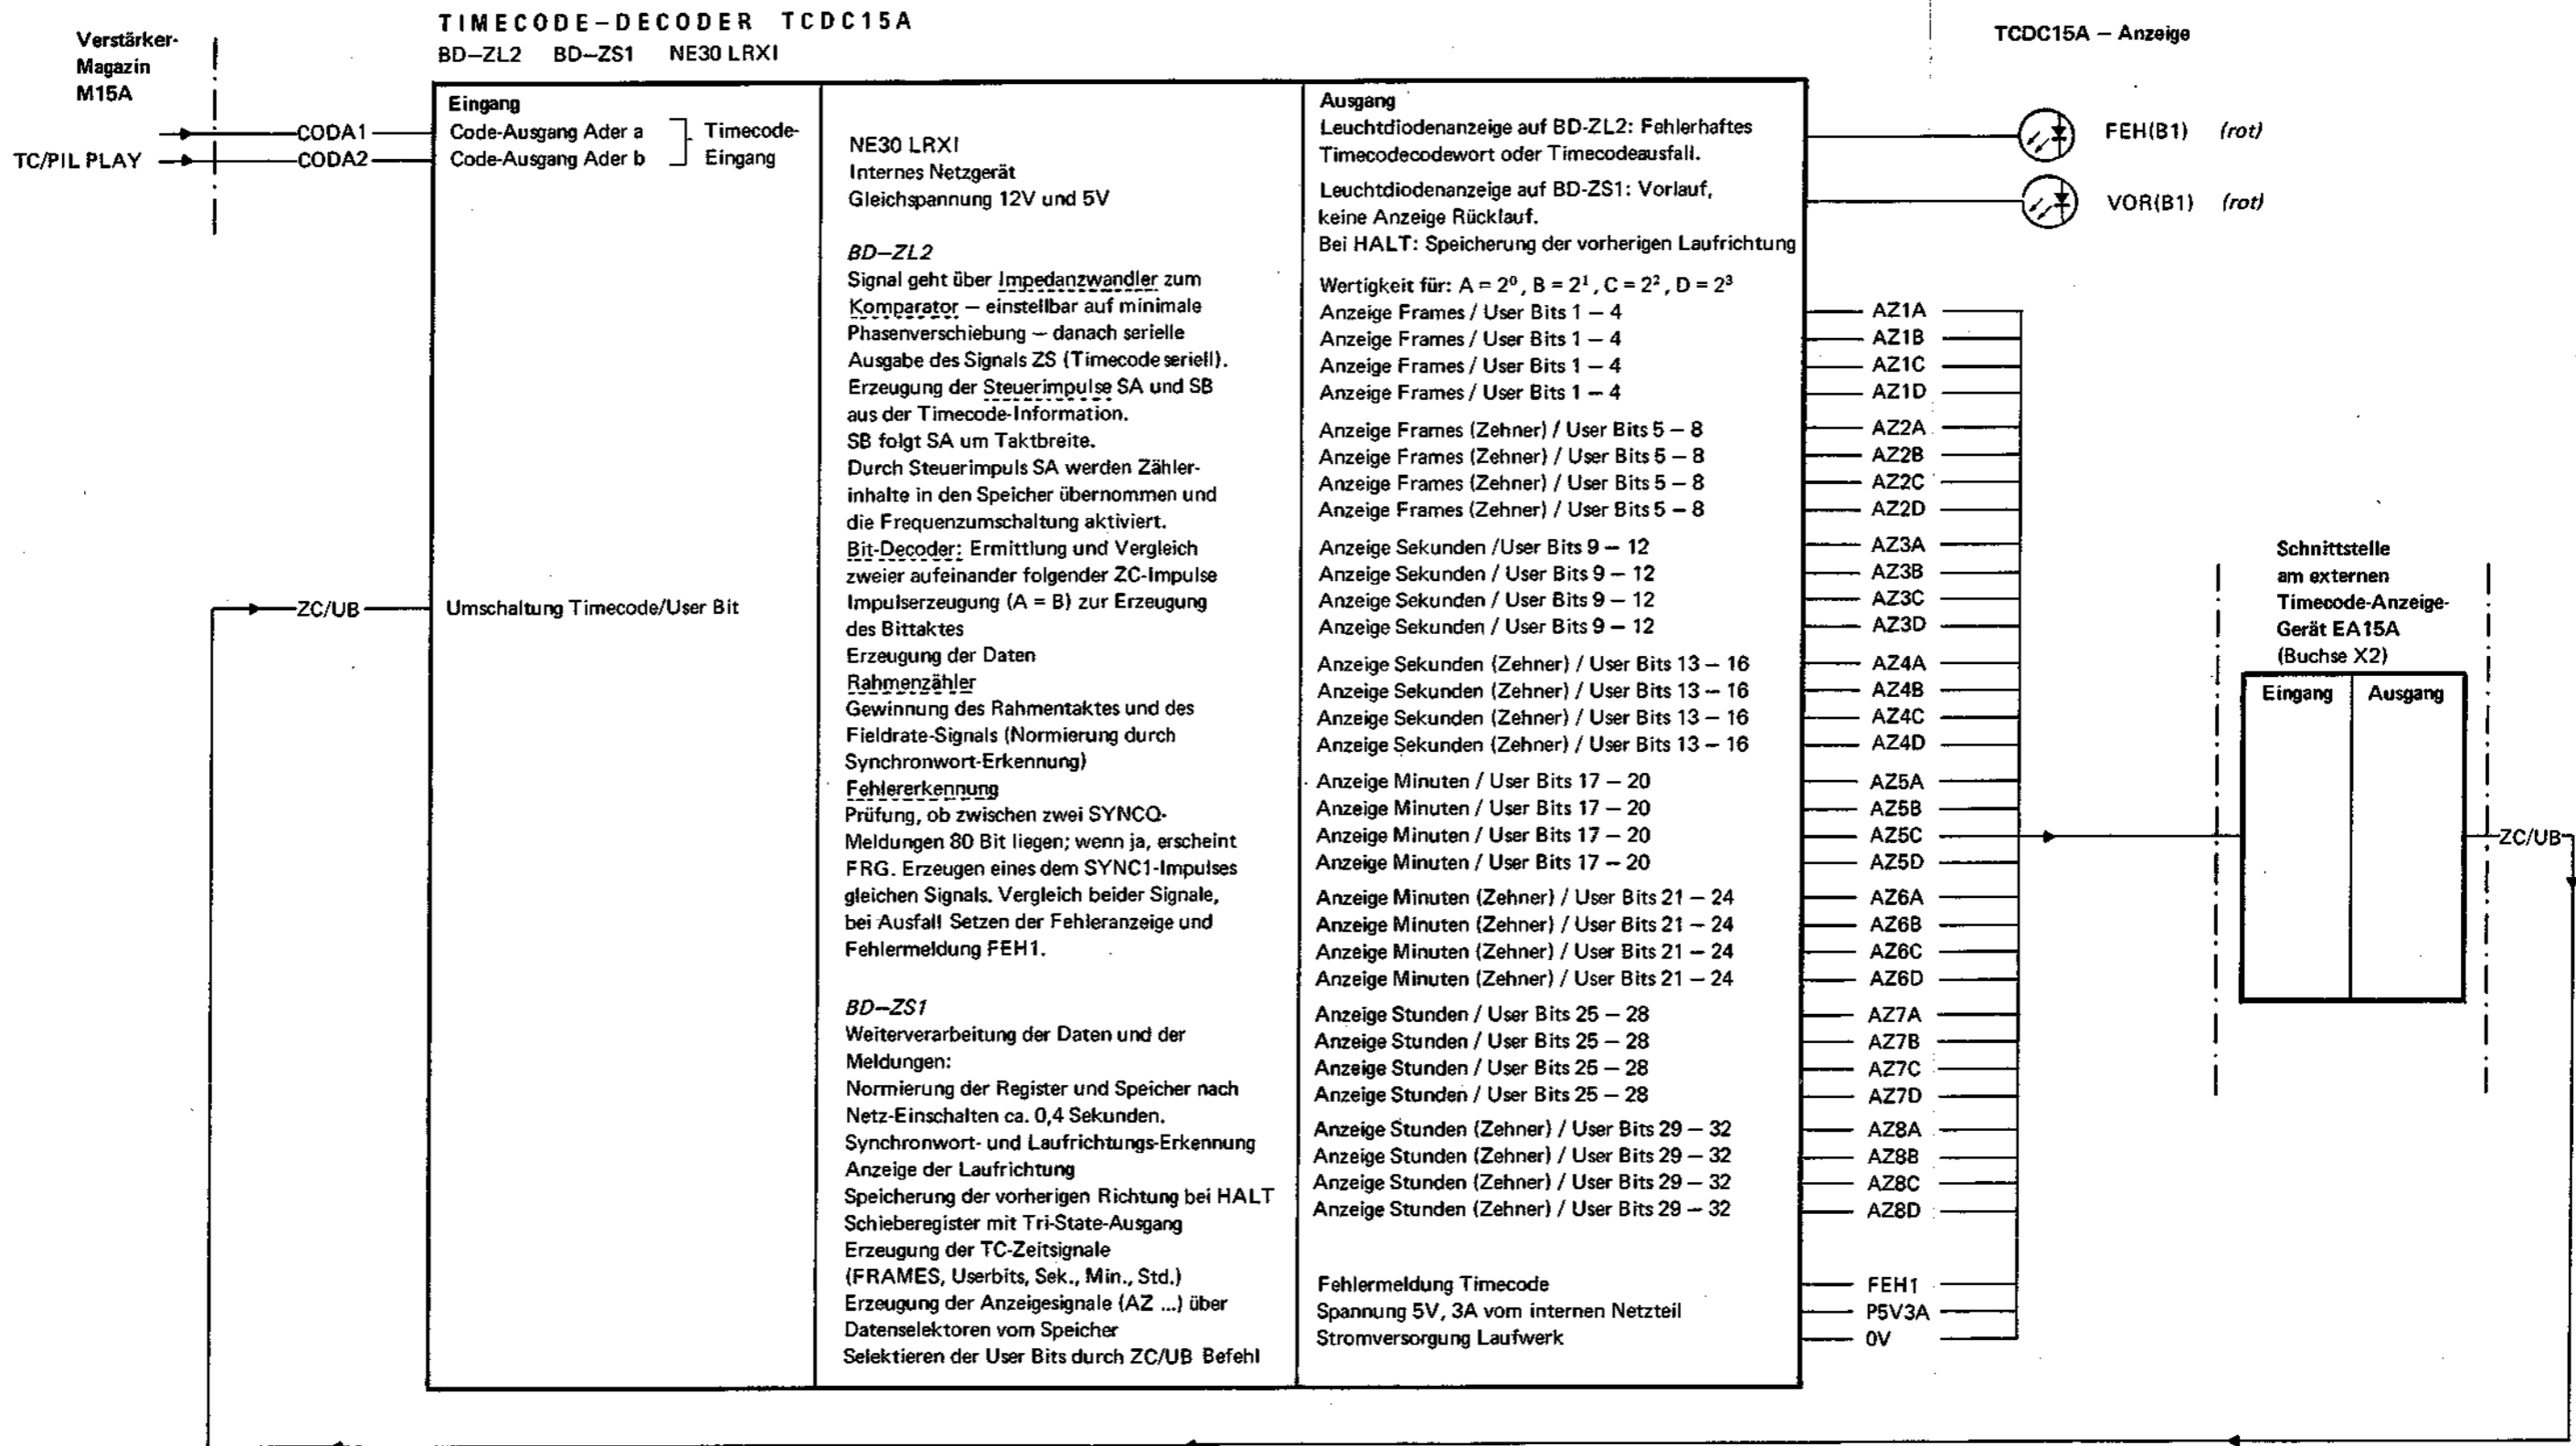 TIMECODE–DECODER TCDC15A
BD–ZL2 BD–ZS1 NE30 LRXI
Verstärker-
Magazin
M15A
TC/PIL PLAY
CODA1
CODA2
ZC/UB
Eingang
Code-Ausgang Ader a
Code-Ausgang Ader b
Timecode-
Eingang
Umschaltung Timecode/User Bit
NE30 LRXI
Internes Netzgerät
Gleichspannung 12V und 5V
BD–ZL2
Signal geht über Impedanzwandler zum
Komparator — einstellbar auf minimale
Phasenverschiebung — danach serielle
Ausgabe des Signals ZS (Timecode seriell).
Erzeugung der Steuerimpulse SA und SB
aus der Timecode-Information.
SB folgt SA um Taktbreite.
Durch Steuerimpuls SA werden Zähler-
inhalte in den Speicher übernommen und
die Frequenzumschaltung aktiviert.
Bit-Decoder: Ermittlung und Vergleich
zweier aufeinander folgender ZC-Impulse
Impulserzeugung (A = B) zur Erzeugung
des Bittaktes
Erzeugung der Daten
Rahmenzähler
Gewinnung des Rahmentaktes und des
Fieldrate-Signals (Normierung durch
Synchronwort-Erkennung)
Fehlererkennung
Prüfung, ob zwischen zwei SYNCO-
Meldungen 80 Bit liegen; wenn ja, erscheint
FRG. Erzeugen eines dem SYNC1-Impulses
gleichen Signals. Vergleich beider Signale,
bei Ausfall Setzen der Fehleranzeige und
Fehlermeldung FEH1.
BD–ZS1
Weiterverarbeitung der Daten und der
Meldungen:
Normierung der Register und Speicher nach
Netz-Einschalten ca. 0,4 Sekunden.
Synchronwort- und Laufrichtungs-Erkennung
Anzeige der Laufrichtung
Speicherung der vorherigen Richtung bei HALT
Schieberegister mit Tri-State-Ausgang
Erzeugung der TC-Zeitsignale
(FRAMES, Userbits, Sek., Min., Std.)
Erzeugung der Anzeigesignale (AZ ...) über
Datenselektoren vom Speicher
Selektieren der User Bits durch ZC/UB Befehl
Ausgang
Leuchtdiodenanzeige auf BD-ZL2: Fehlerhaftes
Timecodecodewort oder Timecodeausfall.
Leuchtdiodenanzeige auf BD-ZS1: Vorlauf,
keine Anzeige Rücklauf.
Bei HALT: Speicherung der vorherigen Laufrichtung
Wertigkeit für: A = 2⁰, B = 2¹, C = 2², D = 2³
Anzeige Frames / User Bits 1 – 4 AZ1A
Anzeige Frames / User Bits 1 – 4 AZ1B
Anzeige Frames / User Bits 1 – 4 AZ1C
Anzeige Frames / User Bits 1 – 4 AZ1D
Anzeige Frames (Zehner) / User Bits 5 – 8 AZ2A
Anzeige Frames (Zehner) / User Bits 5 – 8 AZ2B
Anzeige Frames (Zehner) / User Bits 5 – 8 AZ2C
Anzeige Frames (Zehner) / User Bits 5 – 8 AZ2D
Anzeige Sekunden /User Bits 9 – 12 AZ3A
Anzeige Sekunden / User Bits 9 – 12 AZ3B
Anzeige Sekunden / User Bits 9 – 12 AZ3C
Anzeige Sekunden / User Bits 9 – 12 AZ3D
Anzeige Sekunden (Zehner) / User Bits 13 – 16 AZ4A
Anzeige Sekunden (Zehner) / User Bits 13 – 16 AZ4B
Anzeige Sekunden (Zehner) / User Bits 13 – 16 AZ4C
Anzeige Sekunden (Zehner) / User Bits 13 – 16 AZ4D
Anzeige Minuten / User Bits 17 – 20 AZ5A
Anzeige Minuten / User Bits 17 – 20 AZ5B
Anzeige Minuten / User Bits 17 – 20 AZ5C
Anzeige Minuten / User Bits 17 – 20 AZ5D
Anzeige Minuten (Zehner) / User Bits 21 – 24 AZ6A
Anzeige Minuten (Zehner) / User Bits 21 – 24 AZ6B
Anzeige Minuten (Zehner) / User Bits 21 – 24 AZ6C
Anzeige Minuten (Zehner) / User Bits 21 – 24 AZ6D
Anzeige Stunden / User Bits 25 – 28 AZ7A
Anzeige Stunden / User Bits 25 – 28 AZ7B
Anzeige Stunden / User Bits 25 – 28 AZ7C
Anzeige Stunden / User Bits 25 – 28 AZ7D
Anzeige Stunden (Zehner) / User Bits 29 – 32 AZ8A
Anzeige Stunden (Zehner) / User Bits 29 – 32 AZ8B
Anzeige Stunden (Zehner) / User Bits 29 – 32 AZ8C
Anzeige Stunden (Zehner) / User Bits 29 – 32 AZ8D
Fehlermeldung Timecode FEH1
Spannung 5V, 3A vom internen Netzteil P5V3A
Stromversorgung Laufwerk 0V
TCDC15A – Anzeige
FEH(B1) (rot)
VOR(B1) (rot)
Schnittstelle
am externen
Timecode-Anzeige-
Gerät EA15A
(Buchse X2)
Eingang Ausgang
ZC/UB